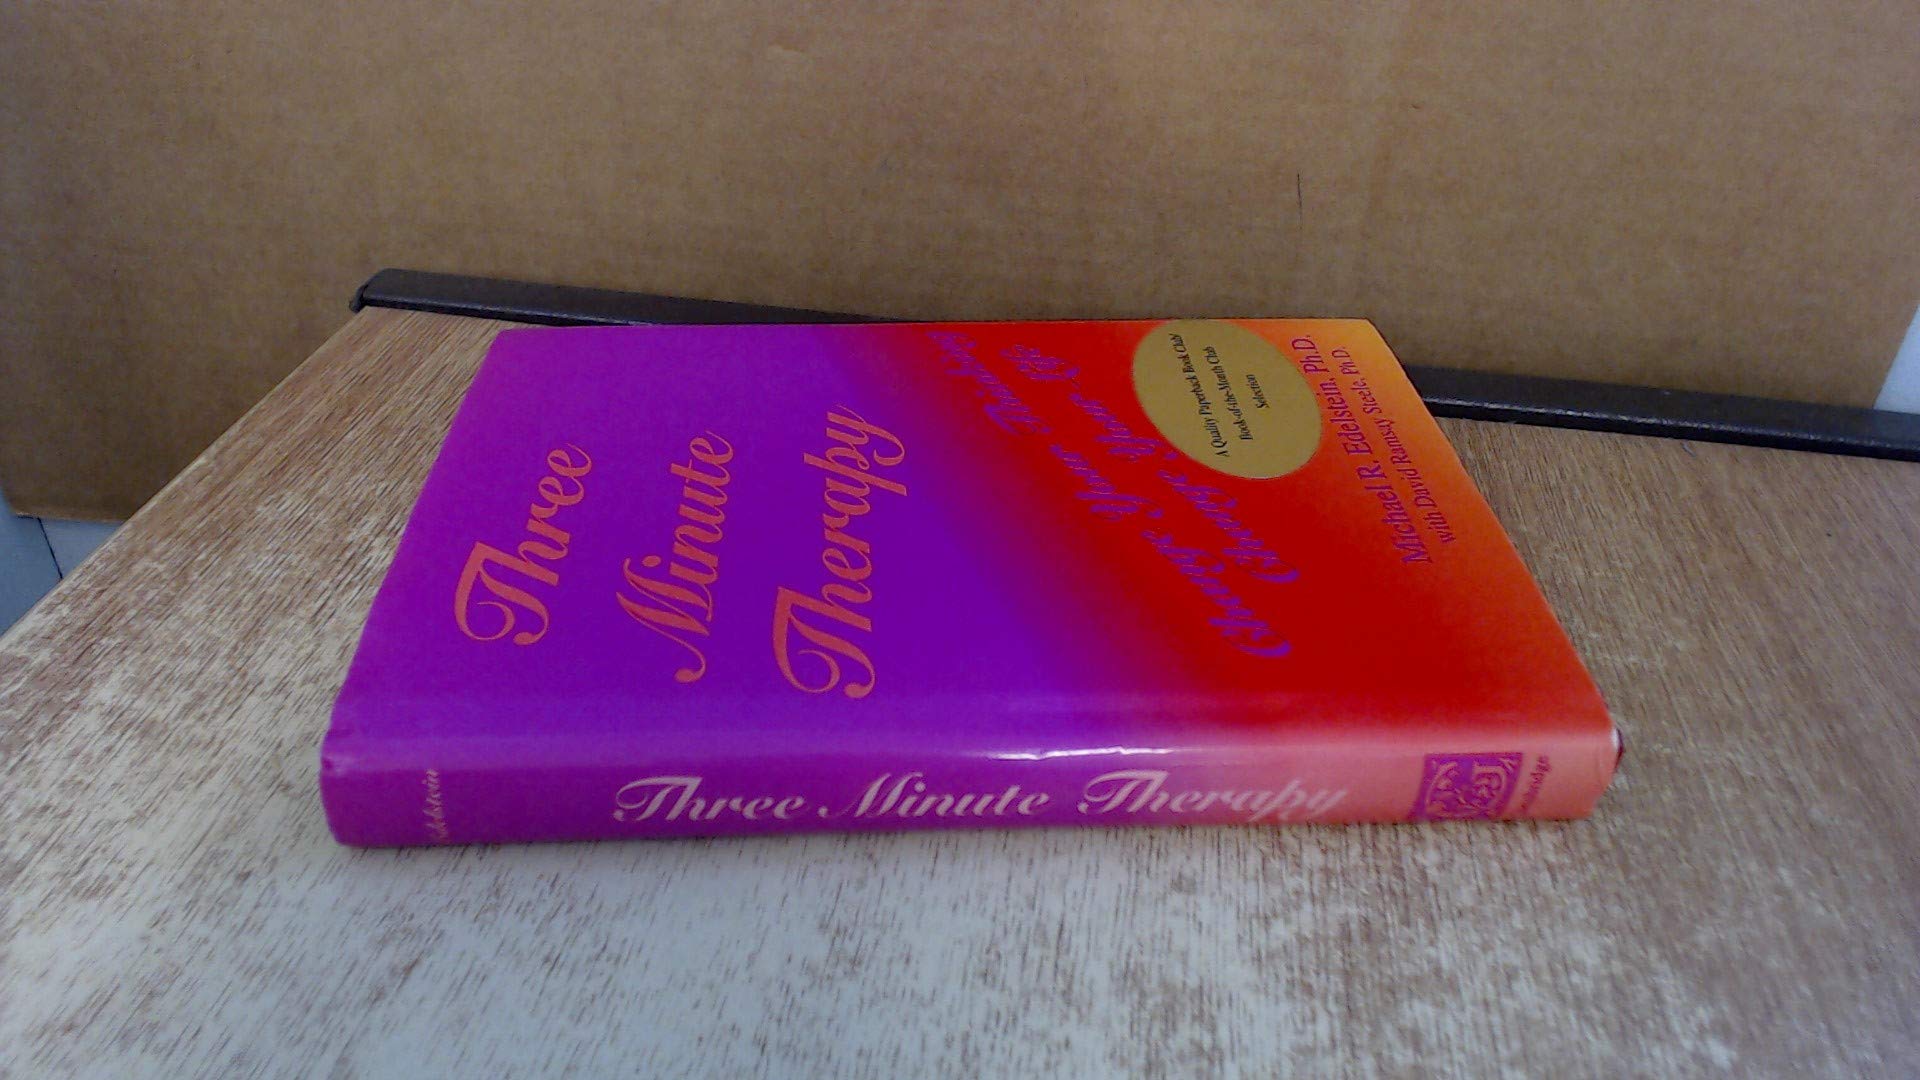 Three
Minute
Therapy
Change Your Thinking
Change Your Life
A Quality Paperback Book Club/
Book-of-the-Month Club
Selection
Michael R. Edelstein, Ph.D.
with David Ramsay Steele, Ph.D.
Three Minute Therapy